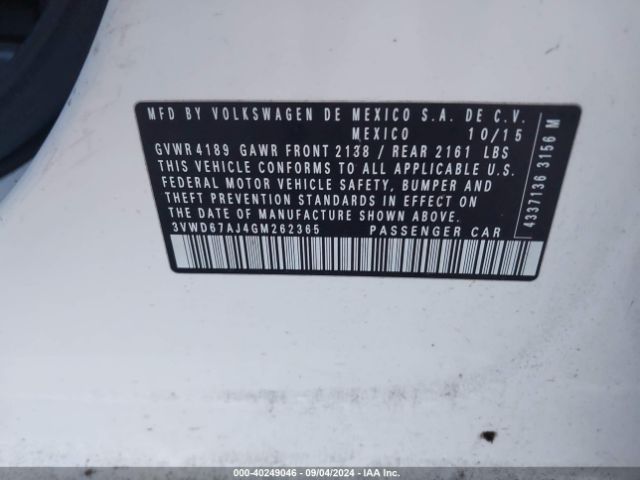 MFD BY VOLKSWAGEN DE MEXICO S.A. DE C.V.
MEXICO 10/15
GVWR 4189 GAWR FRONT 2138 / REAR 2161 LBS
THIS VEHICLE CONFORMS TO ALL APPLICABLE U.S.
FEDERAL MOTOR VEHICLE SAFETY, BUMPER AND
THEFT PREVENTION STANDARDS IN EFFECT ON
THE DATE OF MANUFACTURE SHOWN ABOVE.
3VWD67AJ4GM262365 PASSENGER CAR
4337136 3156 M
000-40249046 - 09/04/2024 - IAAI.COM